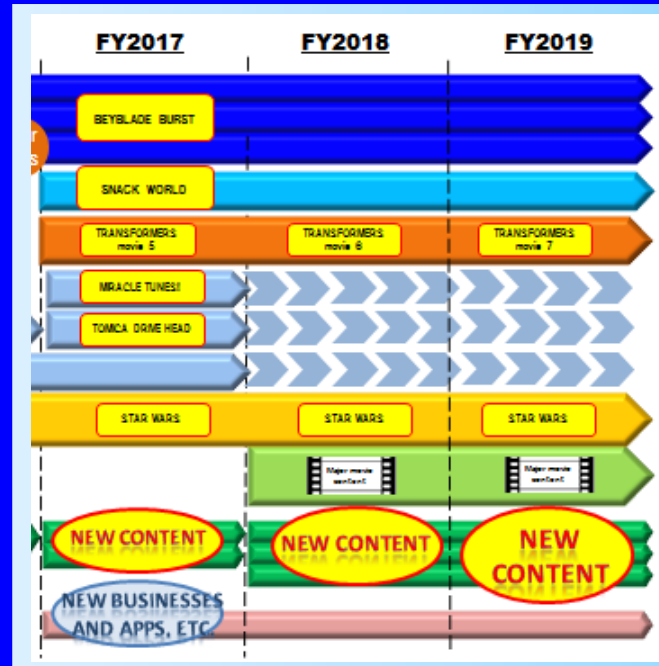 FY2017 FY2018 FY2019
BEYBLADE BURST
SNACK WORLD
TRANSFORMERS TRANSFORMERS TRANSFORMERS
movie 5 movie 6 movie 7
MIRACLE TUNES!
TOMICA DRIVE HEAD
STAR WARS STAR WARS STAR WARS
Major movie Major movie
content content
NEW CONTENT NEW CONTENT NEW
CONTENT
NEW BUSINESSES
AND APPS, ETC.